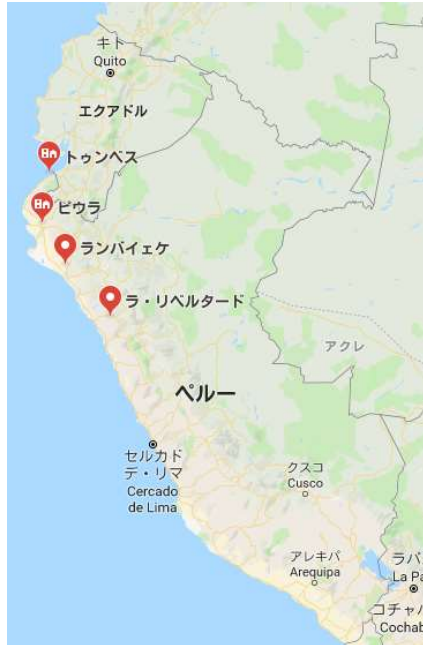 キト
Quito
エクアドル
トゥンベス
ピウラ
ランバイェケ
ラ・リベルタード
アクレ
ペルー
セルカド
デ・リマ
Cercado
de Lima
クスコ
Cusco
アレキパ
Arequipa
ラパ
La Pa
コチャバ
Cochab